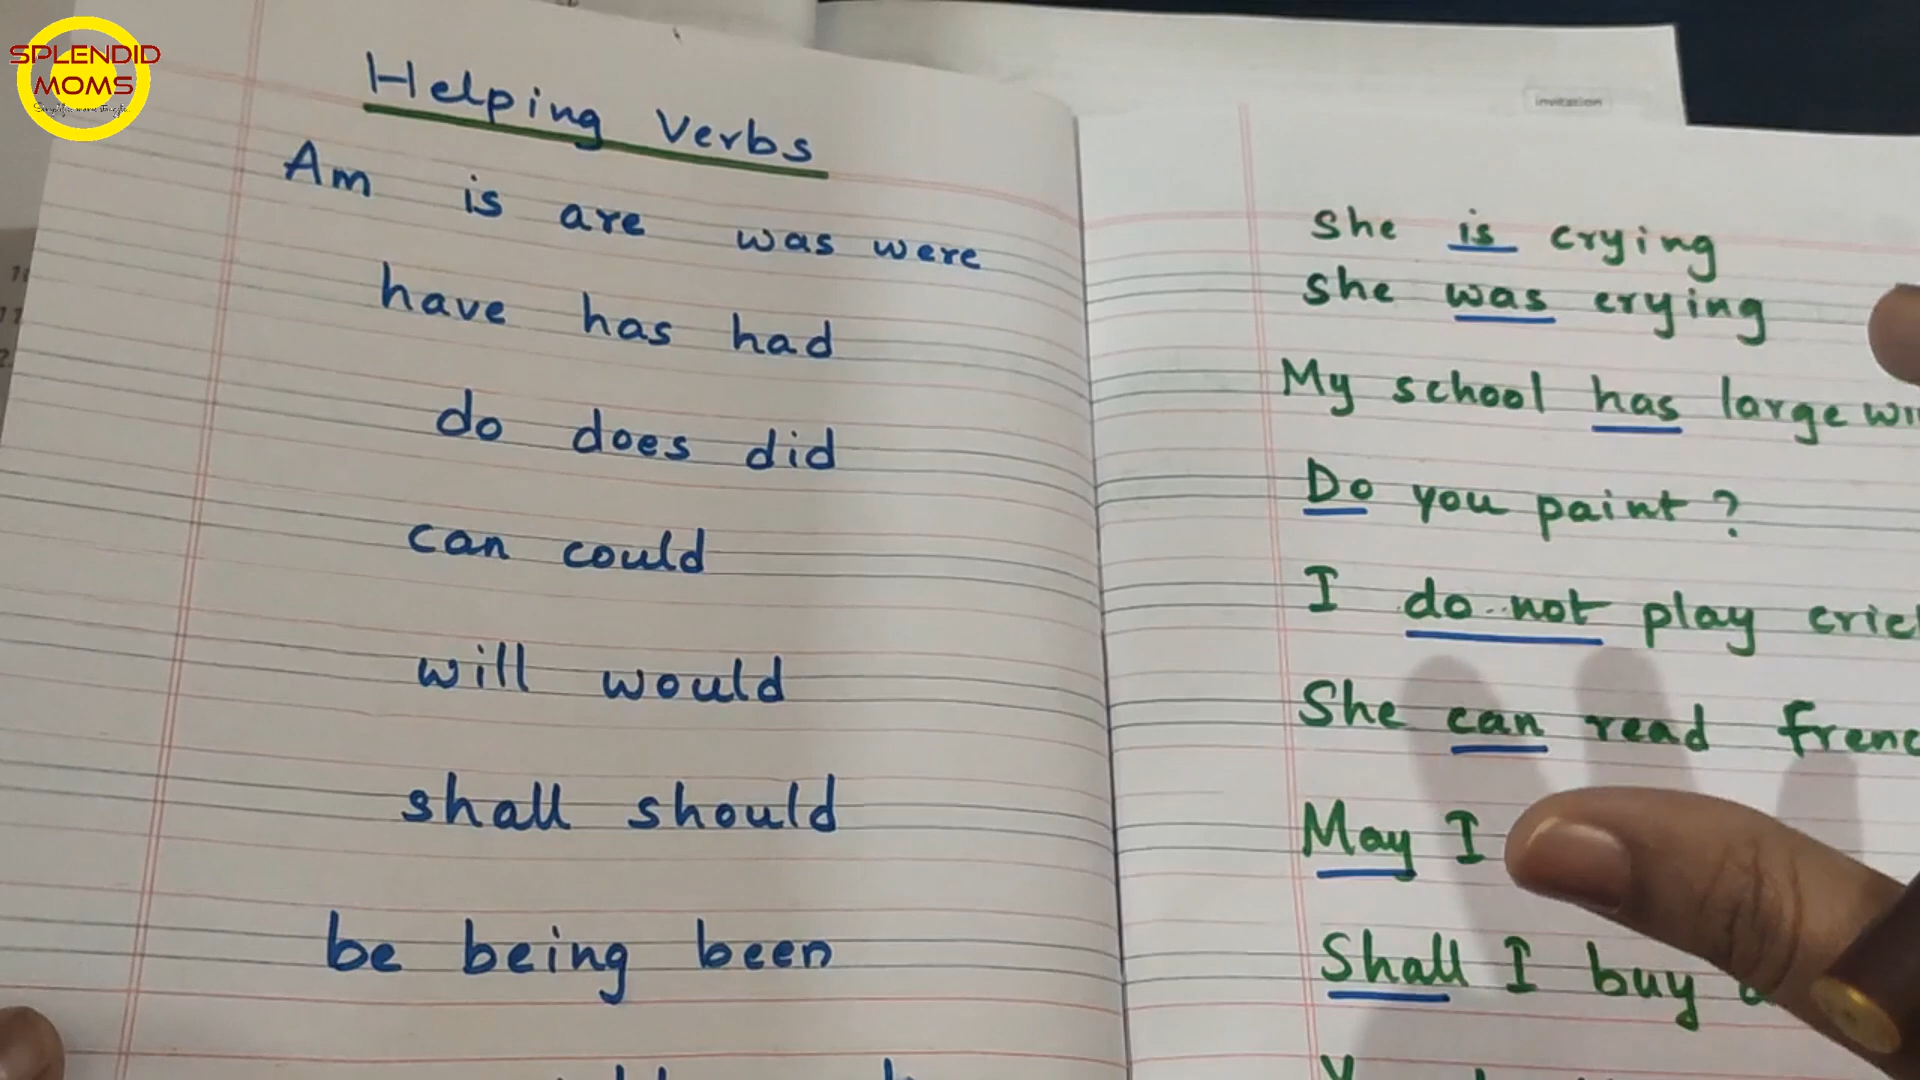 SPLENDID
MOMS
Helping Verbs
Am is are was were
have has had
do does did
can could
will would
shall should
be being been
invitation
She is crying
She was crying
My school has large
Do you paint?
I do not play
She can read
May I
Shall I buy